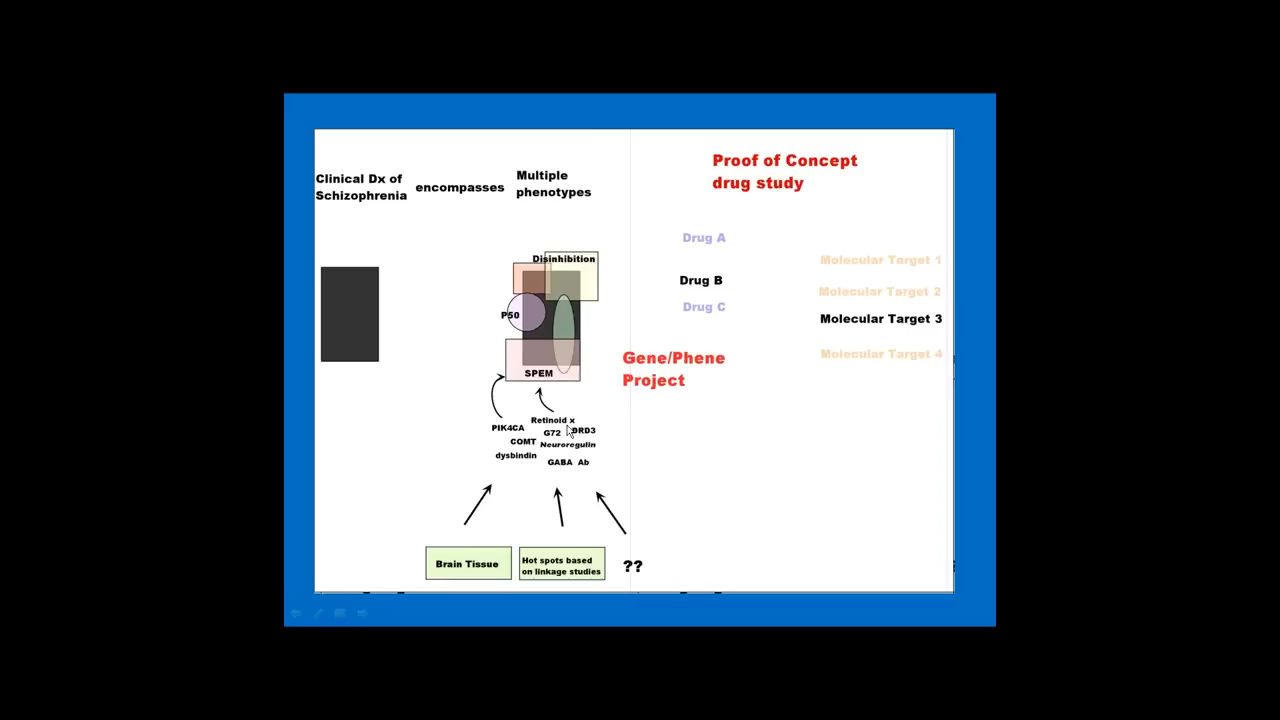 Clinical Dx of
Schizophrenia
encompasses
Multiple
phenotypes
Proof of Concept
drug study
Disinhibition
P50
SPEM
Drug A
Drug B
Drug C
Molecular Target 1
Molecular Target 2
Molecular Target 3
Molecular Target 4
Gene/Phene
Project
PIK4CA
Retinoid x
G72
DRD3
COMT
Neuroregulin
dysbindin
GABA Ab
Brain Tissue
Hot spots based
on linkage studies
??